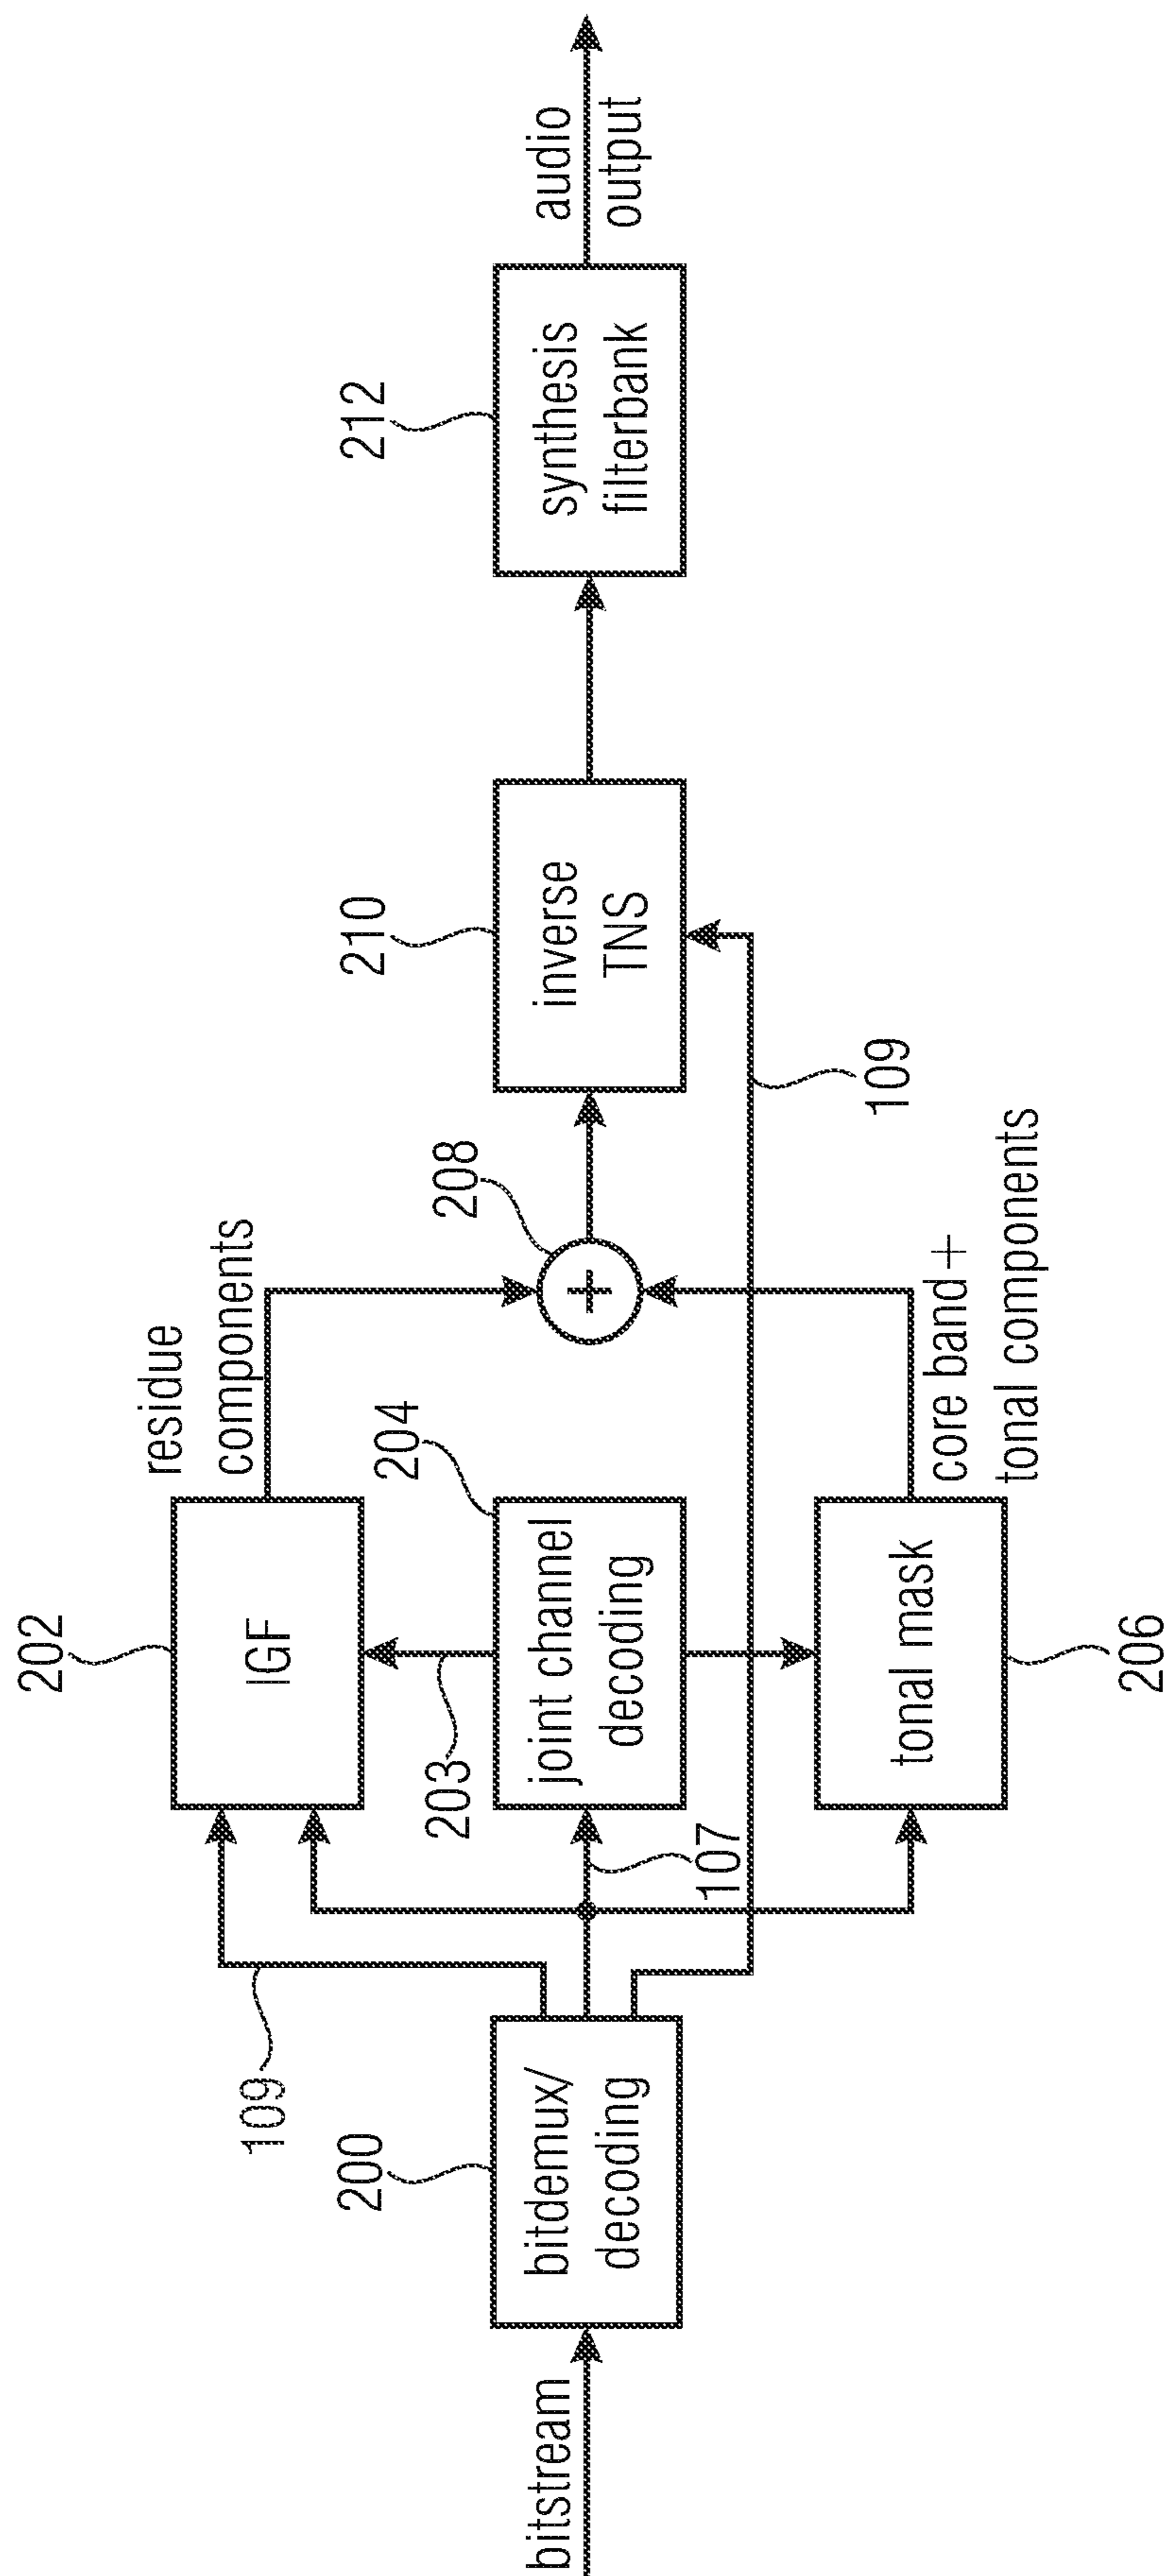 bitstream
200
bitdemux/
decoding
109
202
IGF
203
107
204
joint channel
decoding
206
tonal mask
residue
components
core band+
tonal components
208
+
109
210
inverse
TNS
212
synthesis
filterbank
audio
output